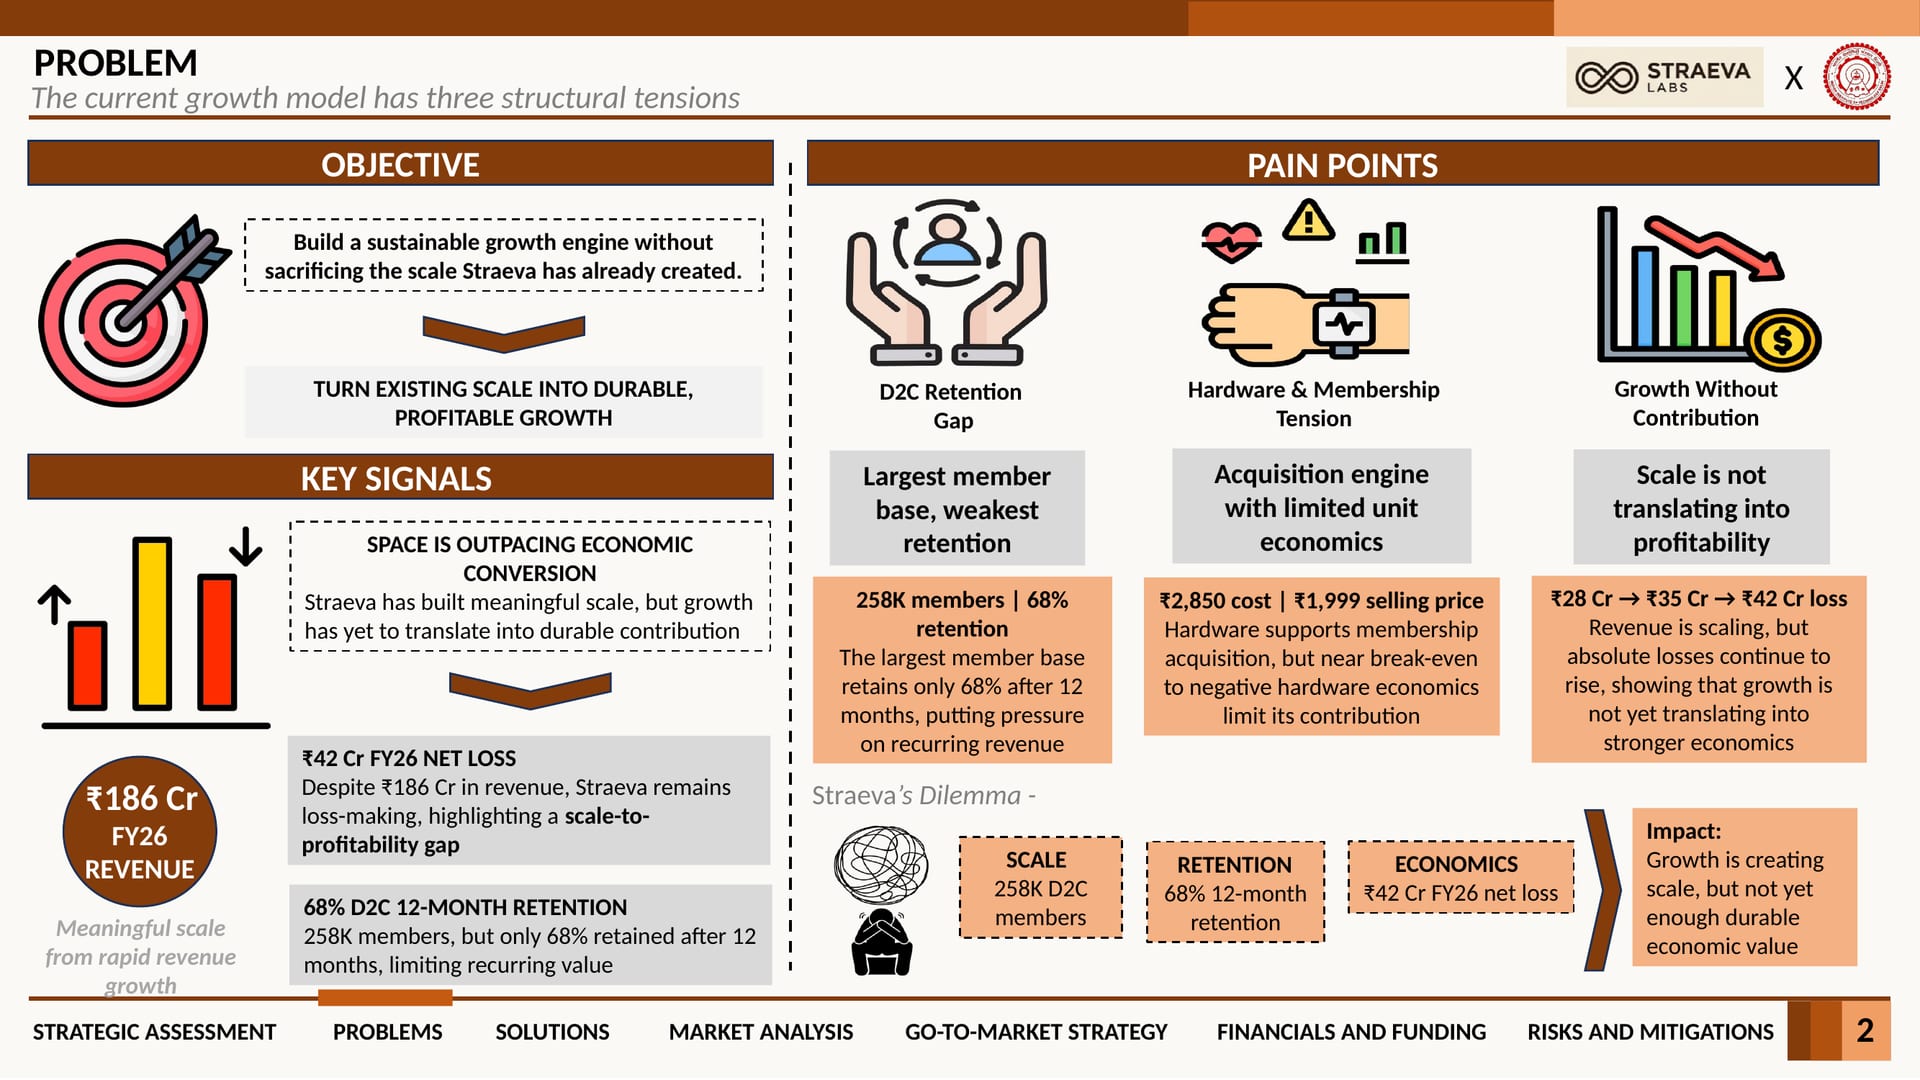 PROBLEM
The current growth model has three structural tensions
STRAEVA
LABS
X
OBJECTIVE
Build a sustainable growth engine without
sacrificing the scale Straeva has already created.
TURN EXISTING SCALE INTO DURABLE,
PROFITABLE GROWTH
KEY SIGNALS
SPACE IS OUTPACING ECONOMIC
CONVERSION
Straeva has built meaningful scale, but growth
has yet to translate into durable contribution
₹186 Cr
FY26
REVENUE
Meaningful scale
from rapid revenue
growth
₹42 Cr FY26 NET LOSS
Despite ₹186 Cr in revenue, Straeva remains
loss-making, highlighting a scale-to-
profitability gap
68% D2C 12-MONTH RETENTION
258K members, but only 68% retained after 12
months, limiting recurring value
PAIN POINTS
D2C Retention
Gap
Largest member
base, weakest
retention
258K members | 68%
retention
The largest member base
retains only 68% after 12
months, putting pressure
on recurring revenue
Hardware & Membership
Tension
Acquisition engine
with limited unit
economics
₹2,850 cost | ₹1,999 selling price
Hardware supports membership
acquisition, but near break-even
to negative hardware economics
limit its contribution
$
Growth Without
Contribution
Scale is not
translating into
profitability
₹28 Cr → ₹35 Cr → ₹42 Cr loss
Revenue is scaling, but
absolute losses continue to
rise, showing that growth is
not yet translating into
stronger economics
Straeva’s Dilemma -
SCALE
258K D2C
members
RETENTION
68% 12-month
retention
ECONOMICS
₹42 Cr FY26 net loss
Impact:
Growth is creating
scale, but not yet
enough durable
economic value
STRATEGIC ASSESSMENT
PROBLEMS
SOLUTIONS
MARKET ANALYSIS
GO-TO-MARKET STRATEGY
FINANCIALS AND FUNDING
RISKS AND MITIGATIONS
2